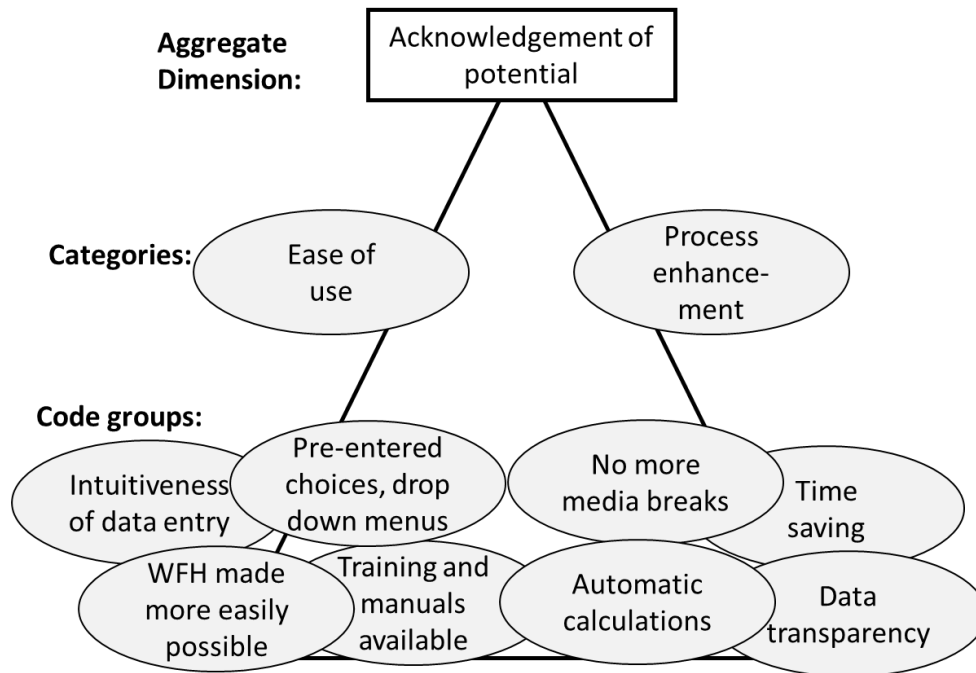 Aggregate
Dimension:
Acknowledgement of
potential
Categories:
Ease of
use
Process
enhance-
ment
Code groups:
Intuitiveness
of data entry
Pre-entered
choices, drop
down menus
No more
media breaks
Time
saving
WFH made
more easily
possible
Training and
manuals
available
Automatic
calculations
Data
transparency